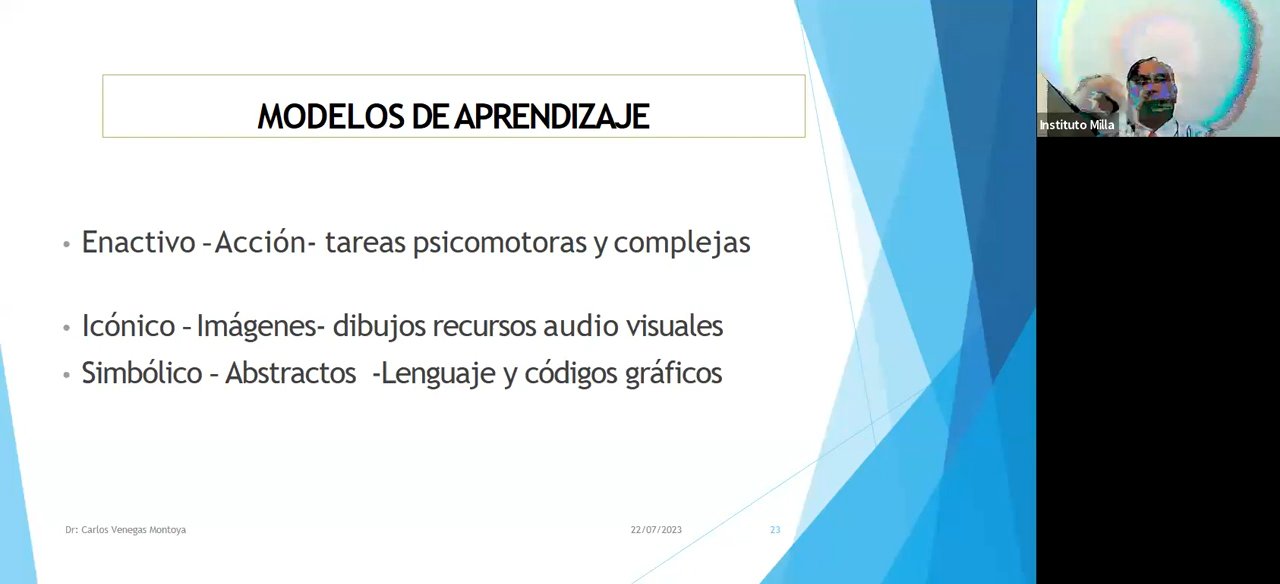 MODELOS DE APRENDIZAJE
Instituto Milla
• Enactivo – Acción- tareas psicomotoras y complejas
• Icónico – Imágenes- dibujos recursos audio visuales
• Simbólico – Abstractos -Lenguaje y códigos gráficos
Dr: Carlos Venegas Montoya
22/07/2023
23